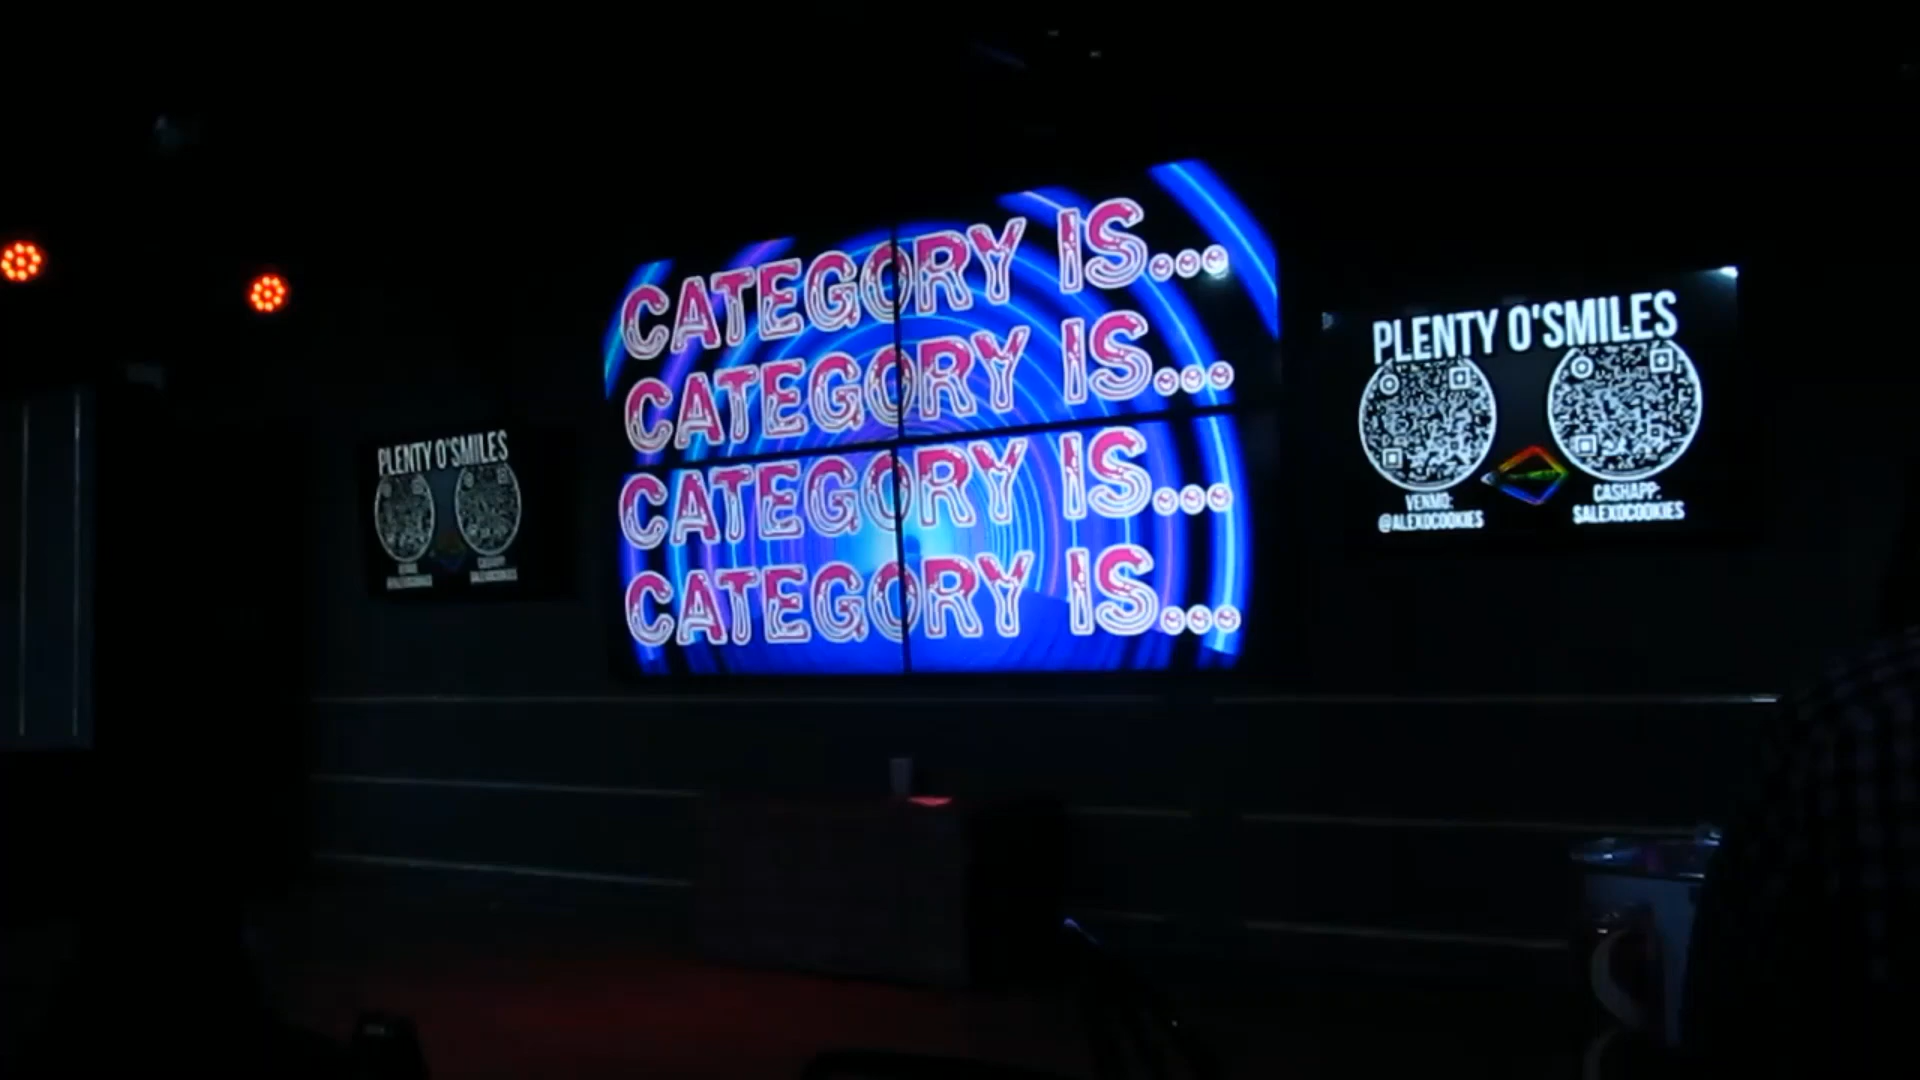 PLENTY O'SMILES
CATEGORY IS...
CATEGORY IS...
CATEGORY IS...
CATEGORY IS...
PLENTY O'SMILES
VENMO:
@ALEXOCOOKIES
CASHAPP:
$ALEXOCOOKIES